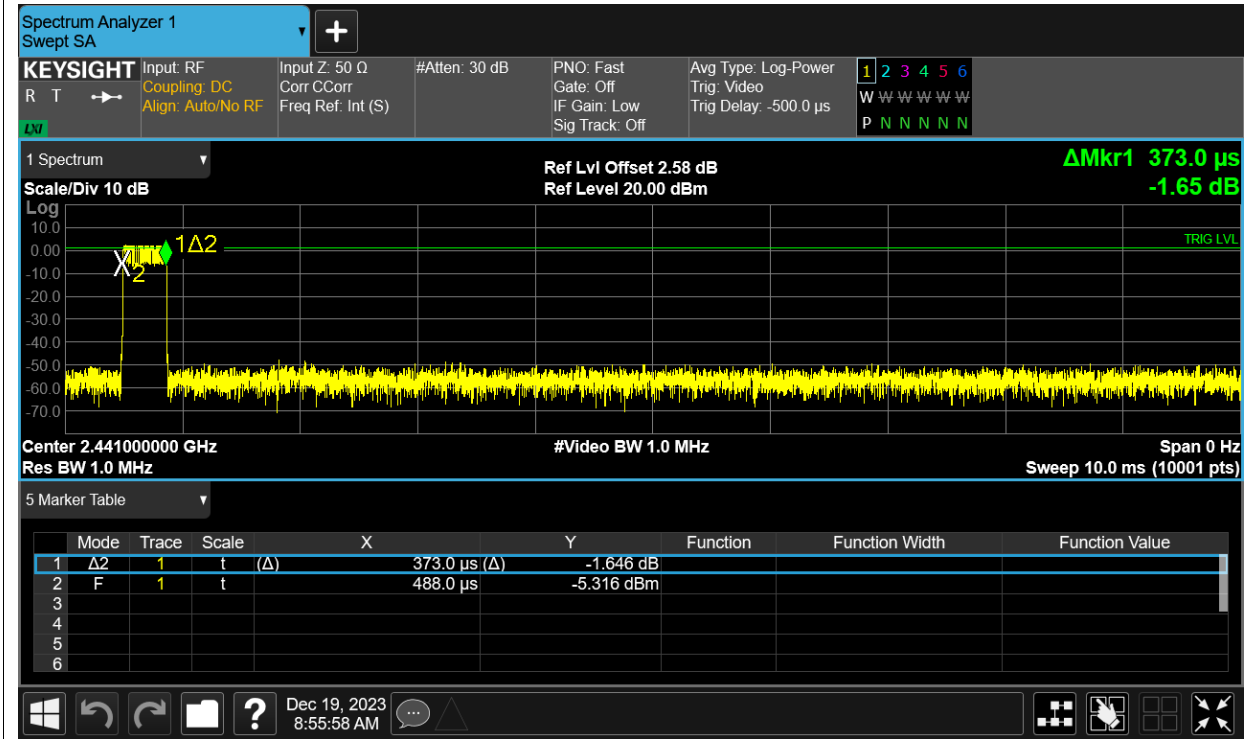 Spectrum Analyzer 1
Swept SA
+
KEYSIGHT Input: RF Input Z: 50 Ω #Atten: 30 dB PNO: Fast Avg Type: Log-Power 1 2 3 4 5 6
R T Coupling: DC Corr CCorr Gate: Off Trig: Video W W W W W W
Align: Auto/No RF Freq Ref: Int (S) IF Gain: Low Trig Delay: -500.0 µs
LXI Sig Track: Off P N N N N N
1 Spectrum
Ref Lvl Offset 2.58 dB ΔMkr1 373.0 µs
Scale/Div 10 dB Ref Level 20.00 dBm -1.65 dB
Log
10.0
0.00
-10.0
-20.0
-30.0
-40.0
-50.0
-60.0
-70.0
1Δ2
X2
TRIG LVL
Center 2.441000000 GHz #Video BW 1.0 MHz Span 0 Hz
Res BW 1.0 MHz Sweep 10.0 ms (10001 pts)
5 Marker Table
Mode Trace Scale X Y Function Function Width Function Value
1 Δ2 1 t (Δ) 373.0 µs (Δ) -1.646 dB
2 F 1 t 488.0 µs -5.316 dBm
3
4
5
6
? Dec 19, 2023
8:55:58 AM